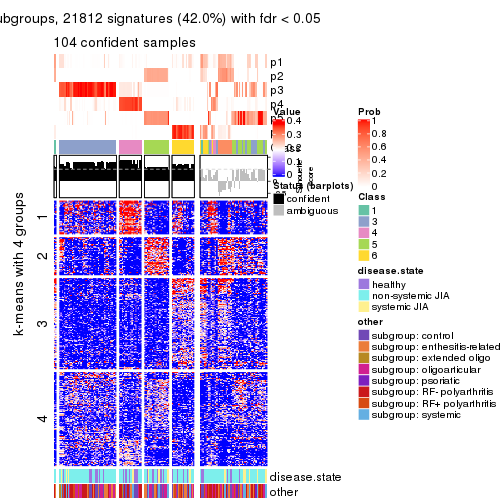 ubgroups, 21812 signatures (42.0%) with fdr < 0.05
104 confident samples
p1
p2
p3
p4
k-means with 4 groups
1
2
3
4
Value
0.4
0.3
0.2
0.1
0
Status (barplots)
confident
ambiguous
Silhouette
score
Prob
1
0.8
0.6
0.4
0.2
0
Class
1
3
4
5
6
disease.state
healthy
non-systemic JIA
systemic JIA
other
subgroup: control
subgroup: enthesitis-related
subgroup: extended oligo
subgroup: oligoarticular
subgroup: psoriatic
subgroup: RF- polyarthritis
subgroup: RF+ polyarthritis
subgroup: systemic
disease.state
other